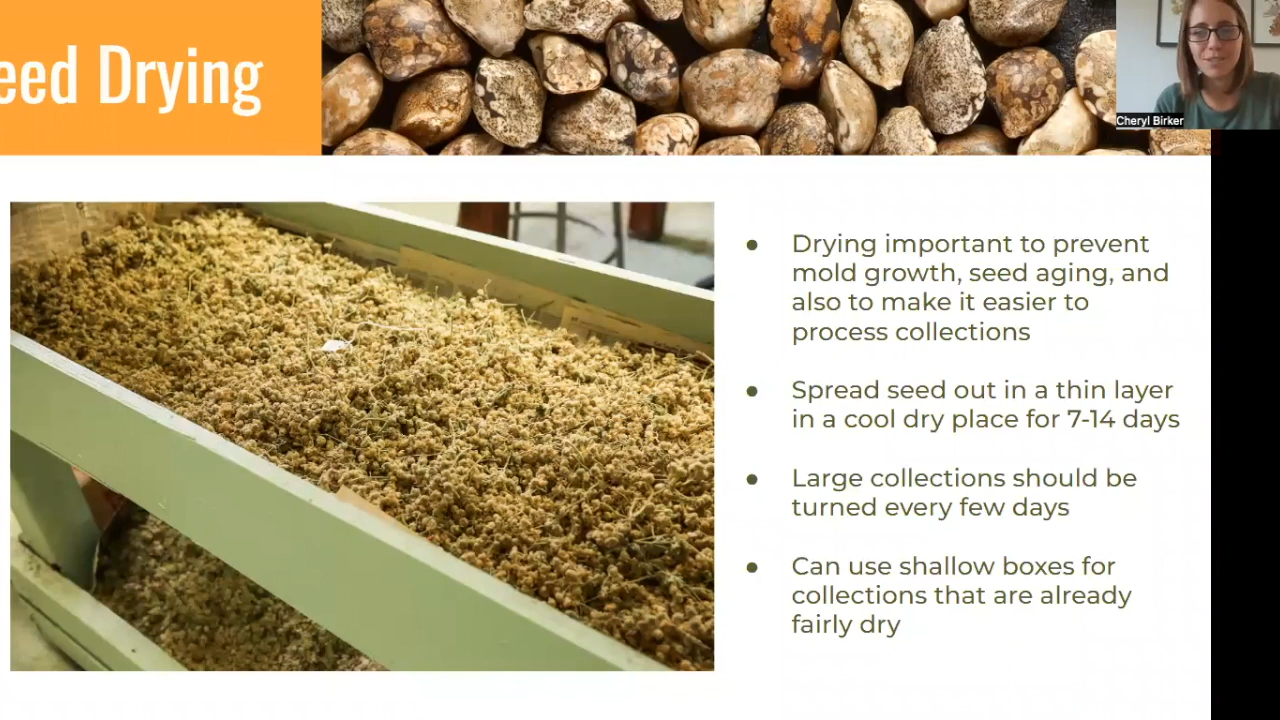 eed Drying
Cheryl Birker
● Drying important to prevent
mold growth, seed aging, and
also to make it easier to
process collections
● Spread seed out in a thin layer
in a cool dry place for 7-14 days
● Large collections should be
turned every few days
● Can use shallow boxes for
collections that are already
fairly dry